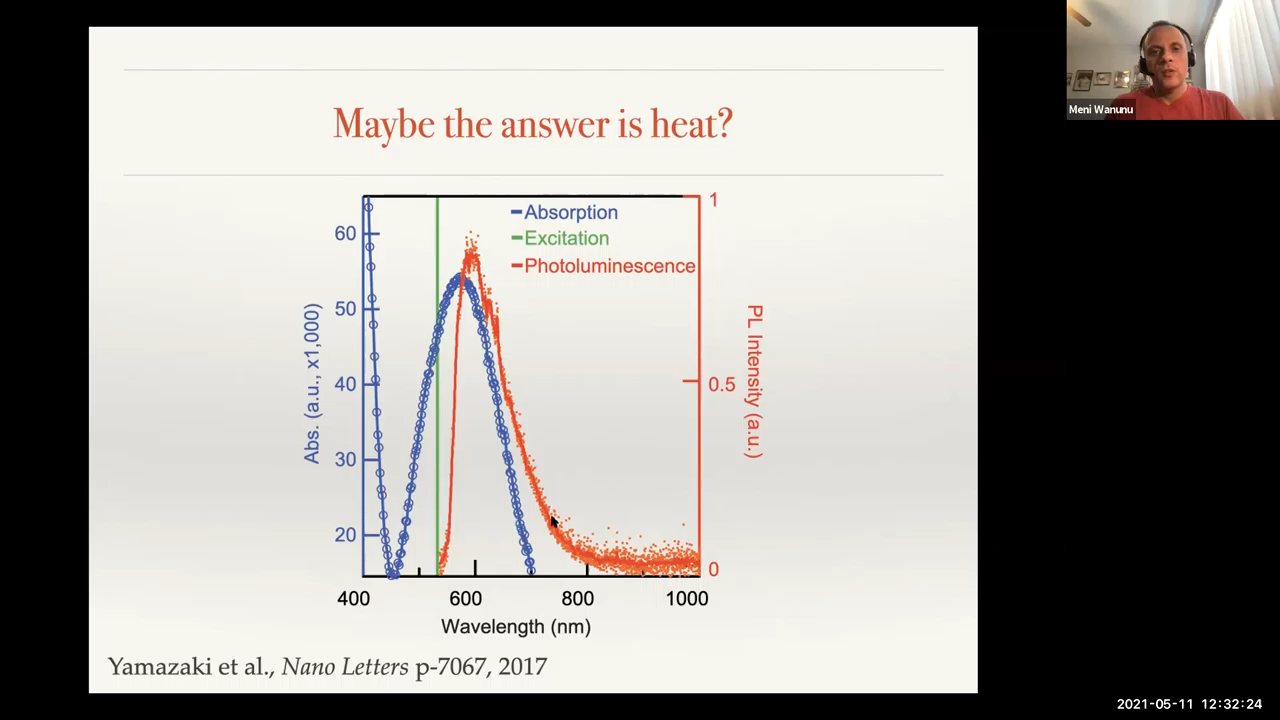 Maybe the answer is heat?
Absorption
Excitation
Photoluminescence
Abs. (a.u., x1,000)
60
50
40
30
20
1
0.5
0
PL Intensity (a.u.)
400 600 800 1000
Wavelength (nm)
Yamazaki et al., Nano Letters p-7067, 2017
Meni Wanunu
2021-05-11 12:32:24